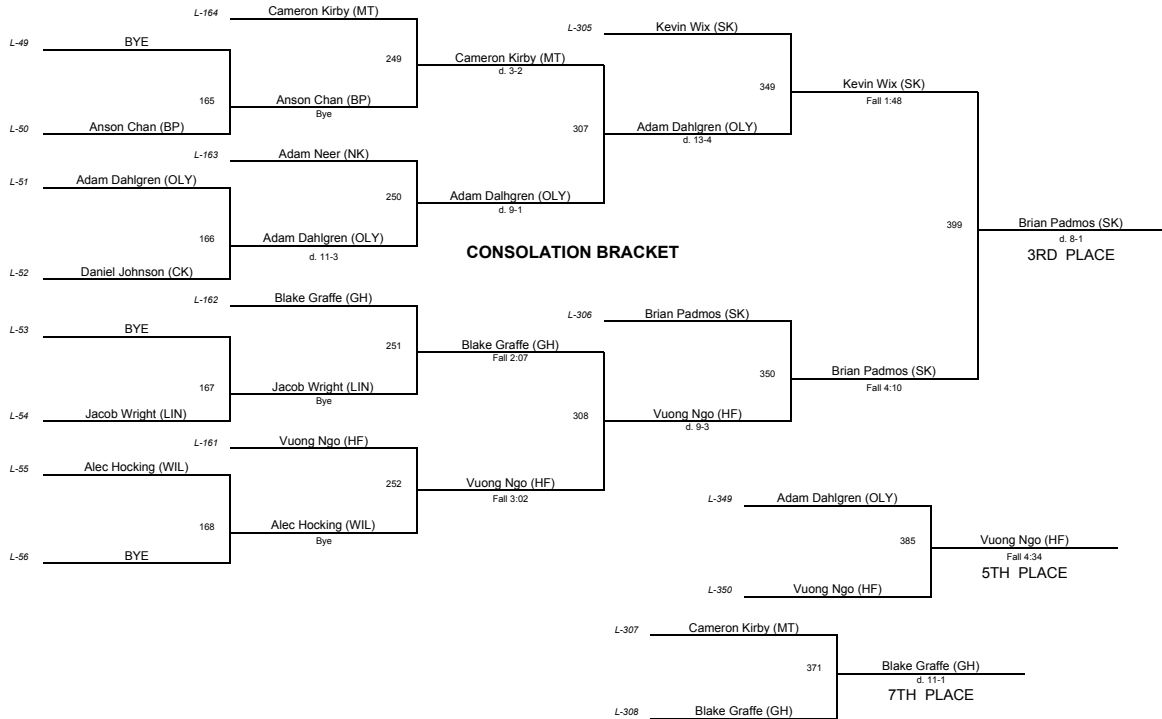 L-164 Cameron Kirby (MT)
L-49 BYE
249 Cameron Kirby (MT)
d. 3-2
165 Anson Chan (BP)
Bye
L-50 Anson Chan (BP)
L-305 Kevin Wix (SK)
349 Kevin Wix (SK)
Fall 1:48
307 Adam Dahlgren (OLY)
d. 13-4
L-163 Adam Neer (NK)
L-51 Adam Dahlgren (OLY)
250 Adam Dalhgren (OLY)
d. 9-1
166 Adam Dahlgren (OLY)
d. 11-3
L-52 Daniel Johnson (CK)
CONSOLATION BRACKET
399 Brian Padmos (SK)
d. 8-1
3RD PLACE
L-162 Blake Graffe (GH)
L-53 BYE
251 Blake Graffe (GH)
Fall 2:07
167 Jacob Wright (LIN)
Bye
L-54 Jacob Wright (LIN)
L-306 Brian Padmos (SK)
350 Brian Padmos (SK)
Fall 4:10
308 Vuong Ngo (HF)
d. 9-3
L-161 Vuong Ngo (HF)
L-55 Alec Hocking (WIL)
252 Vuong Ngo (HF)
Fall 3:02
168 Alec Hocking (WIL)
Bye
L-56 BYE
L-349 Adam Dahlgren (OLY)
385 Vuong Ngo (HF)
Fall 4:34
5TH PLACE
L-350 Vuong Ngo (HF)
L-307 Cameron Kirby (MT)
371 Blake Graffe (GH)
d. 11-1
7TH PLACE
L-308 Blake Graffe (GH)